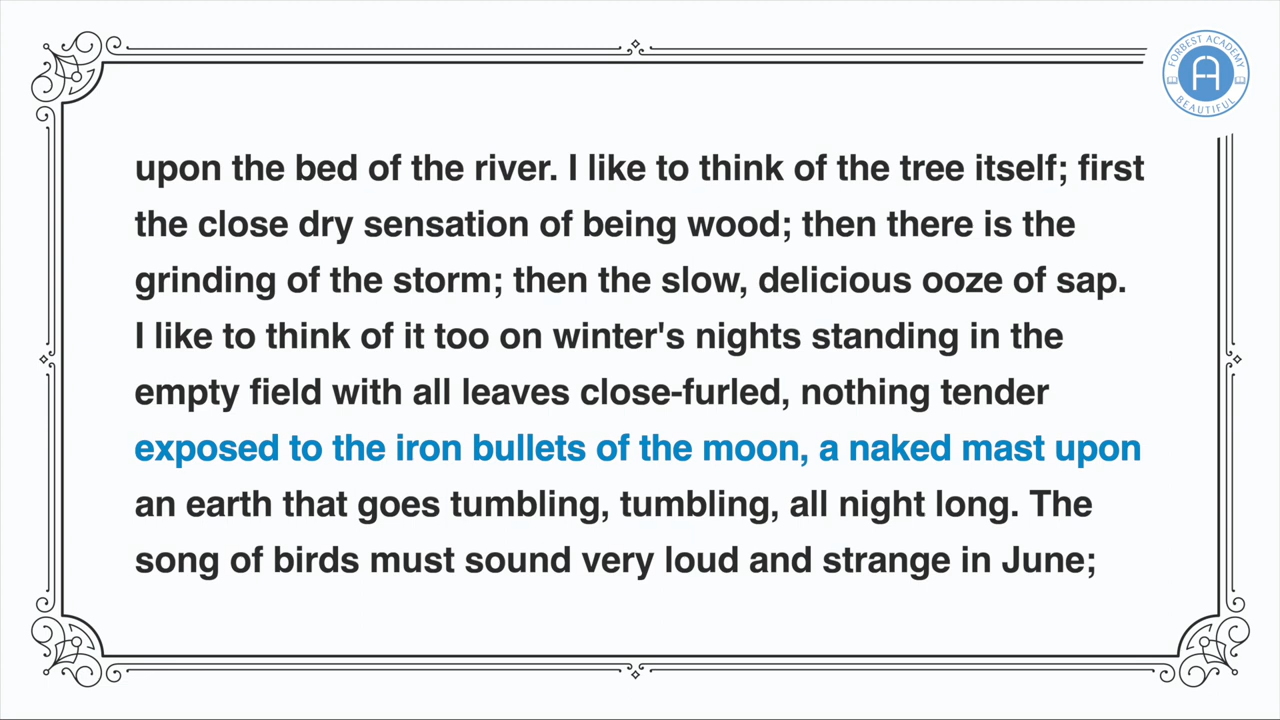 FORBEST ACADEMY
A
BEAUTIFUL
upon the bed of the river. I like to think of the tree itself; first
the close dry sensation of being wood; then there is the
grinding of the storm; then the slow, delicious ooze of sap.
I like to think of it too on winter's nights standing in the
empty field with all leaves close-furled, nothing tender
exposed to the iron bullets of the moon, a naked mast upon
an earth that goes tumbling, tumbling, all night long. The
song of birds must sound very loud and strange in June;